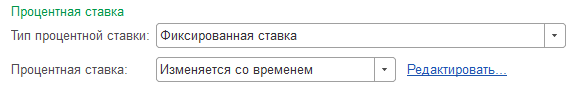 Процентная ставка
Тип процентной ставки: Фиксированная ставка
Процентная ставка: Изменяется со временем Редактировать...